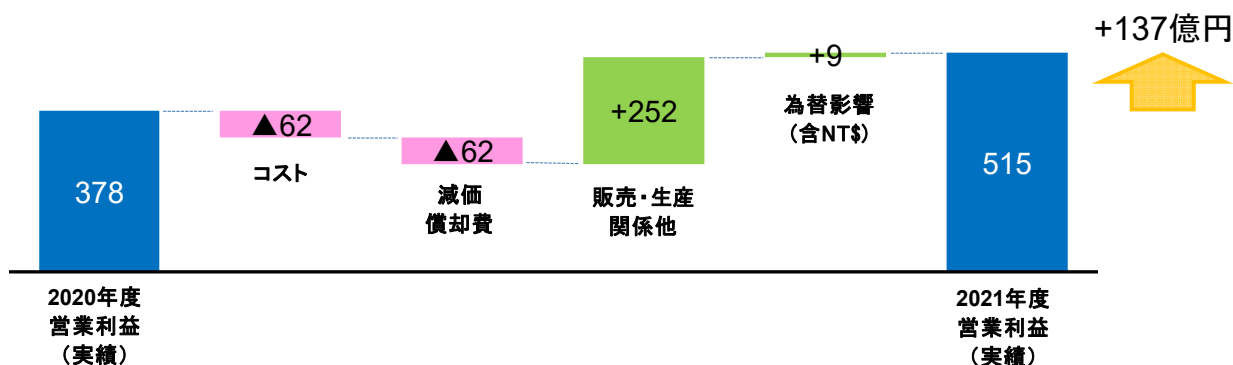 +137億円
378
▲62
コスト
▲62
減価
償却費
+252
販売・生産
関係他
+9
為替影響
（含NT$）
515
2020年度
営業利益
（実績）
2021年度
営業利益
（実績）